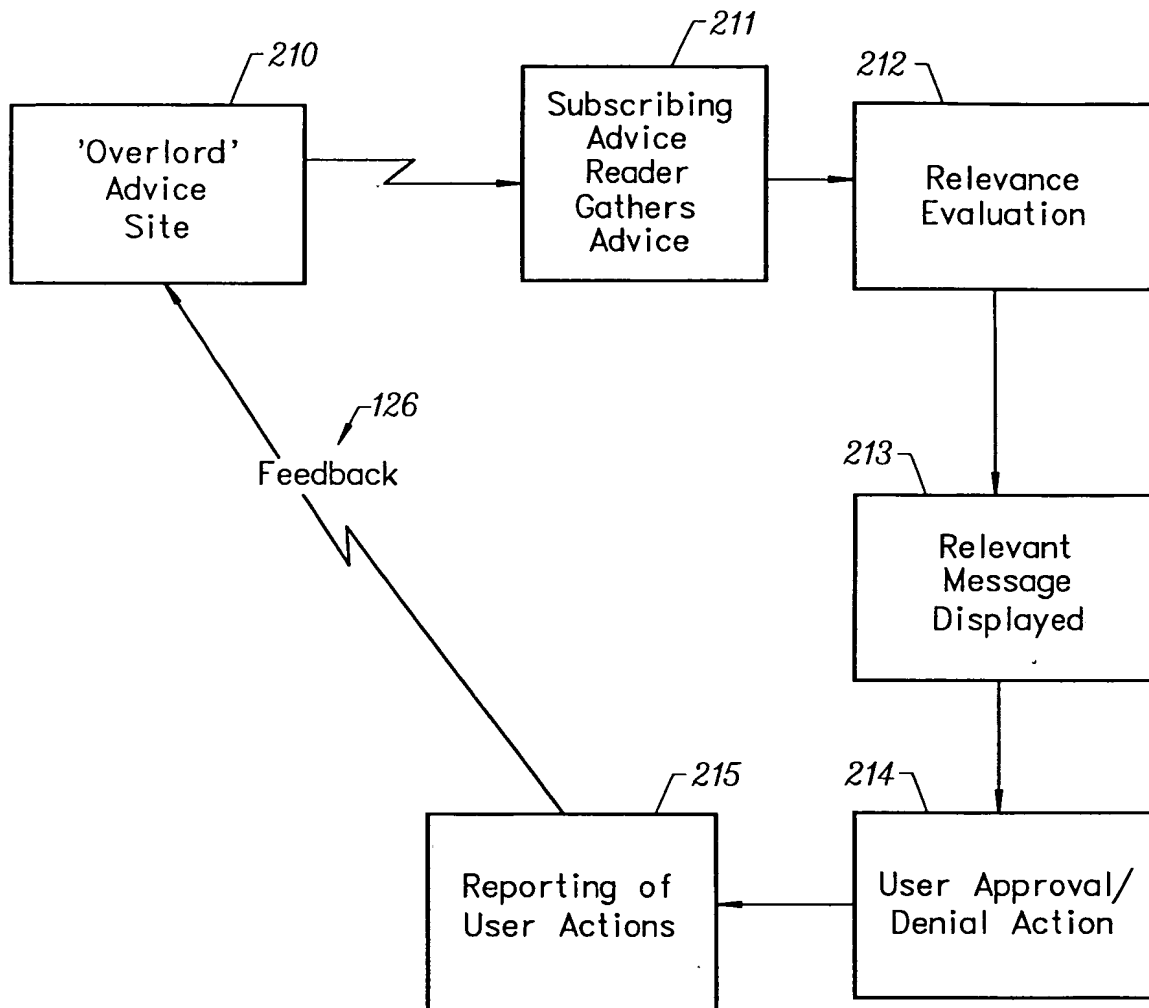 210
'Overlord'
Advice
Site
211
Subscribing
Advice
Reader
Gathers
Advice
212
Relevance
Evaluation
126
Feedback
213
Relevant
Message
Displayed
215
Reporting of
User Actions
214
User Approval/
Denial Action